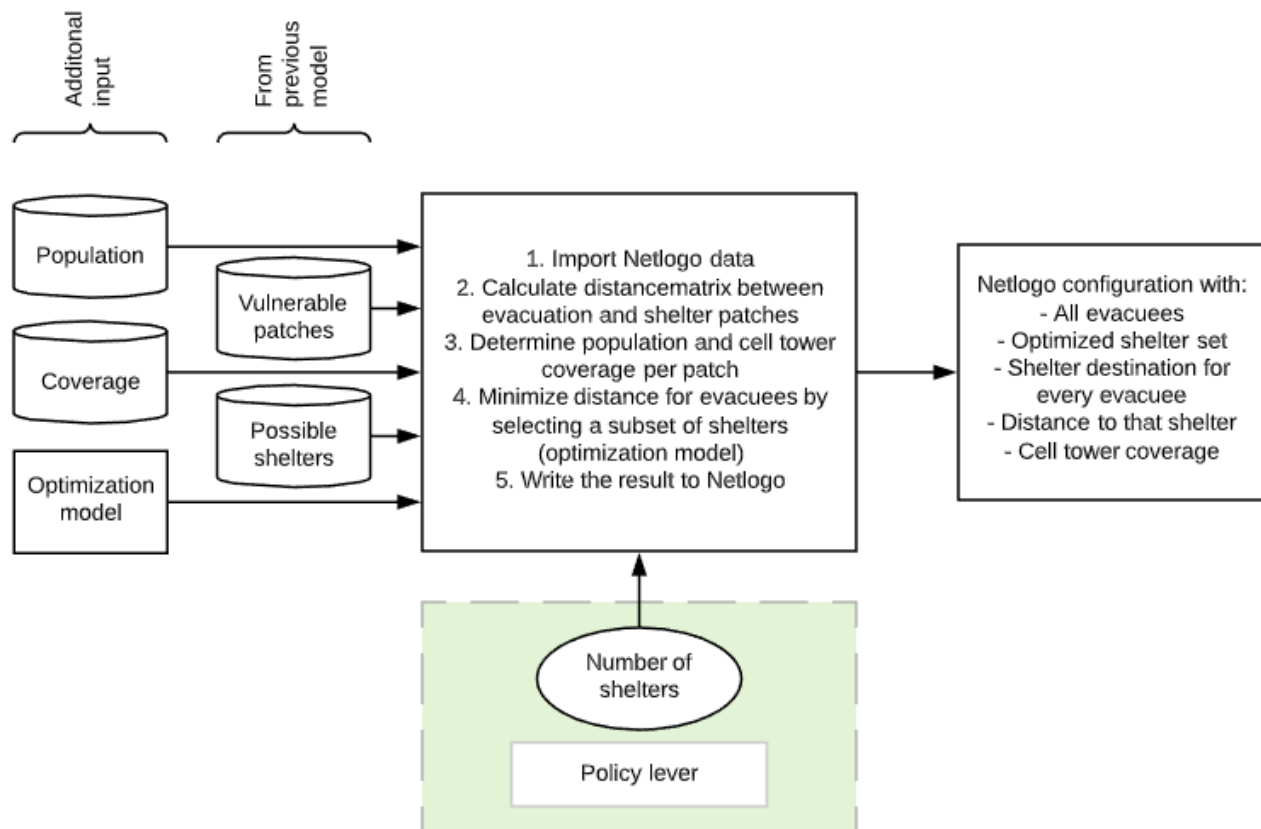 Additonal
input
From
previous
model
Population
Vulnerable
patches
Coverage
Possible
shelters
Optimization
model
1. Import Netlogo data
2. Calculate distancematrix between
evacuation and shelter patches
3. Determine population and cell tower
coverage per patch
4. Minimize distance for evacuees by
selecting a subset of shelters
(optimization model)
5. Write the result to Netlogo
Netlogo configuration with:
- All evacuees
- Optimized shelter set
- Shelter destination for
every evacuee
- Distance to that shelter
- Cell tower coverage
Number of
shelters
Policy lever